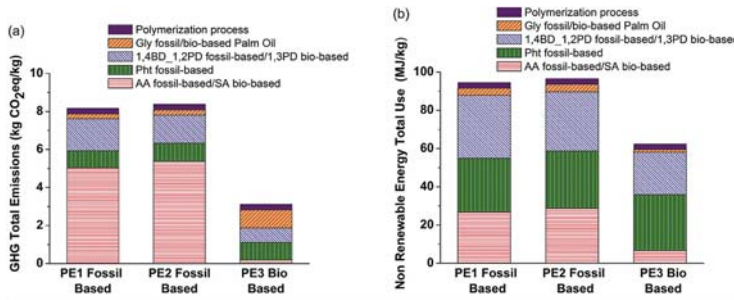 (a)
Polymerization process
Gly fossil/bio-based Palm Oil
1,4BD_1,2PD fossil-based/1,3PD bio-based
Pht fossil-based
AA fossil-based/SA bio-based
GHG Total Emissions (kg CO2eq/kg)
10
8
6
4
2
0
PE1 Fossil Based
PE2 Fossil Based
PE3 Bio Based
(b)
Polymerization process
Gly fossil/bio-based Palm Oil
1,4BD_1,2PD fossil-based/1,3PD bio-based
Pht fossil-based
AA fossil-based/SA bio-based
Non Renewable Energy Total Use (MJ/kg)
100
80
60
40
20
0
PE1 Fossil Based
PE2 Fossil Based
PE3 Bio Based